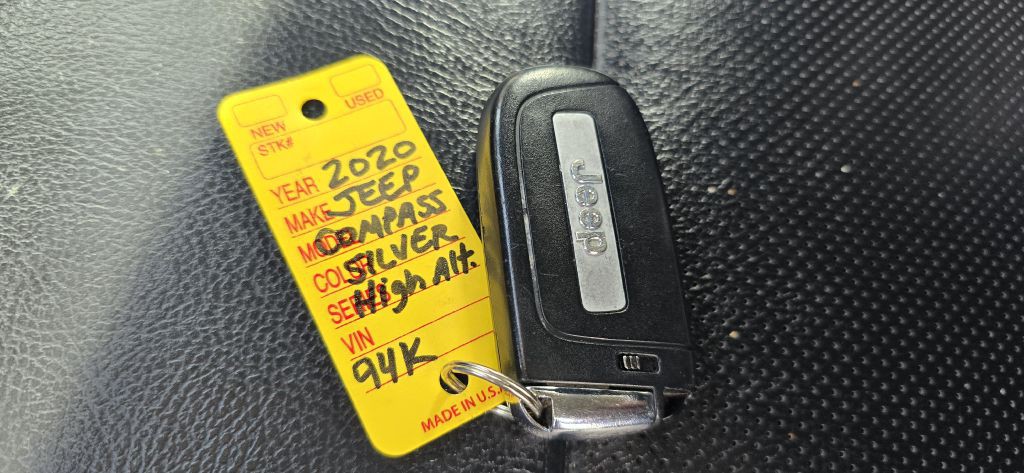 NEW USED
STK#
YEAR 2020
MAKE JEEP
MODEL COMPASS
COLOR SILVER
SERIES High Alt.
VIN
94K
MADE IN U.S.A
Jeep